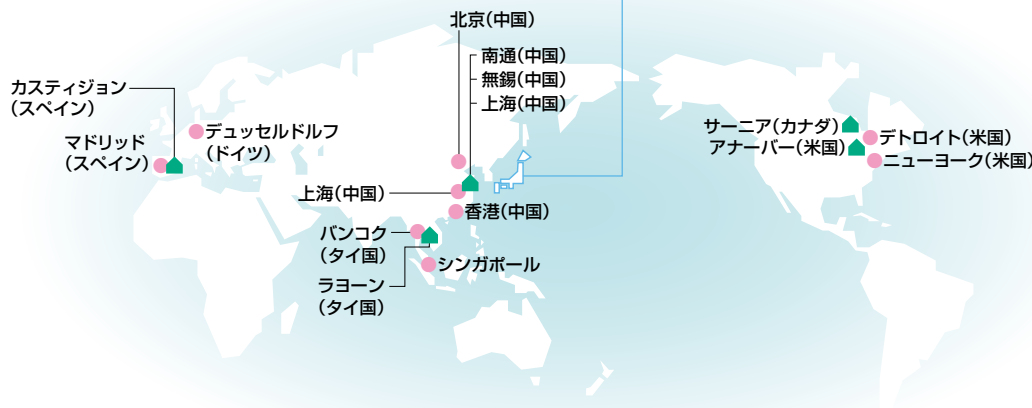 北京(中国)
南通(中国)
無錫(中国)
上海(中国)
カスティジョン
(スペイン)
マドリッド
(スペイン)
デュッセルドルフ
(ドイツ)
上海(中国)
香港(中国)
バンコク
(タイ国)
シンガポール
ラヨーン
(タイ国)
サーニア(カナダ)
アナーバー(米国)
デトロイト(米国)
ニューヨーク(米国)